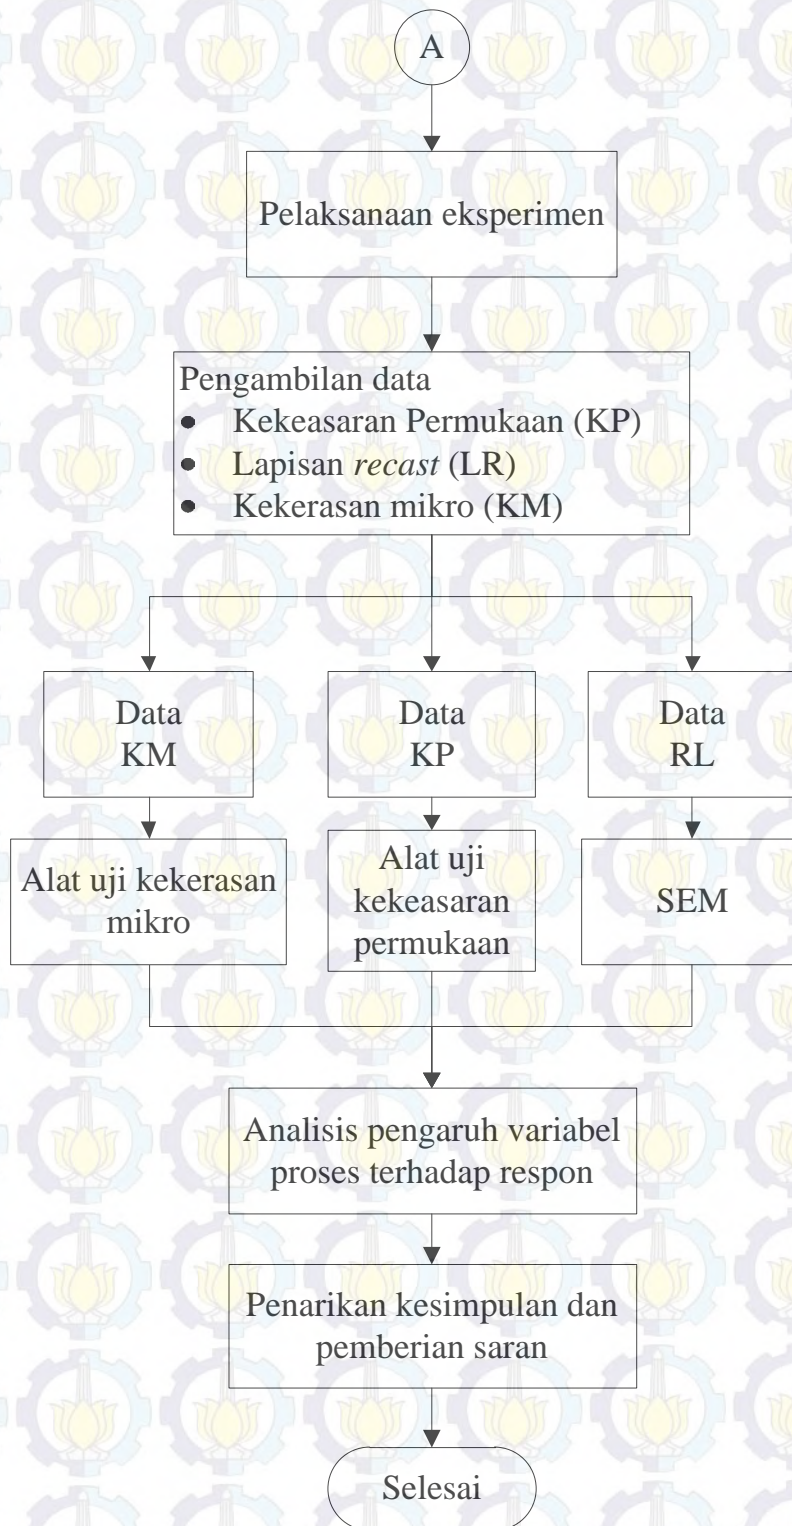 A
Pelaksanaan eksperimen
Pengambilan data
• Kekeasaran Permukaan (KP)
• Lapisan recast (LR)
• Kekerasan mikro (KM)
Data
KM
Data
KP
Data
RL
Alat uji kekerasan
mikro
Alat uji
kekeasaran
permukaan
SEM
Analisis pengaruh variabel
proses terhadap respon
Penarikan kesimpulan dan
pemberian saran
Selesai